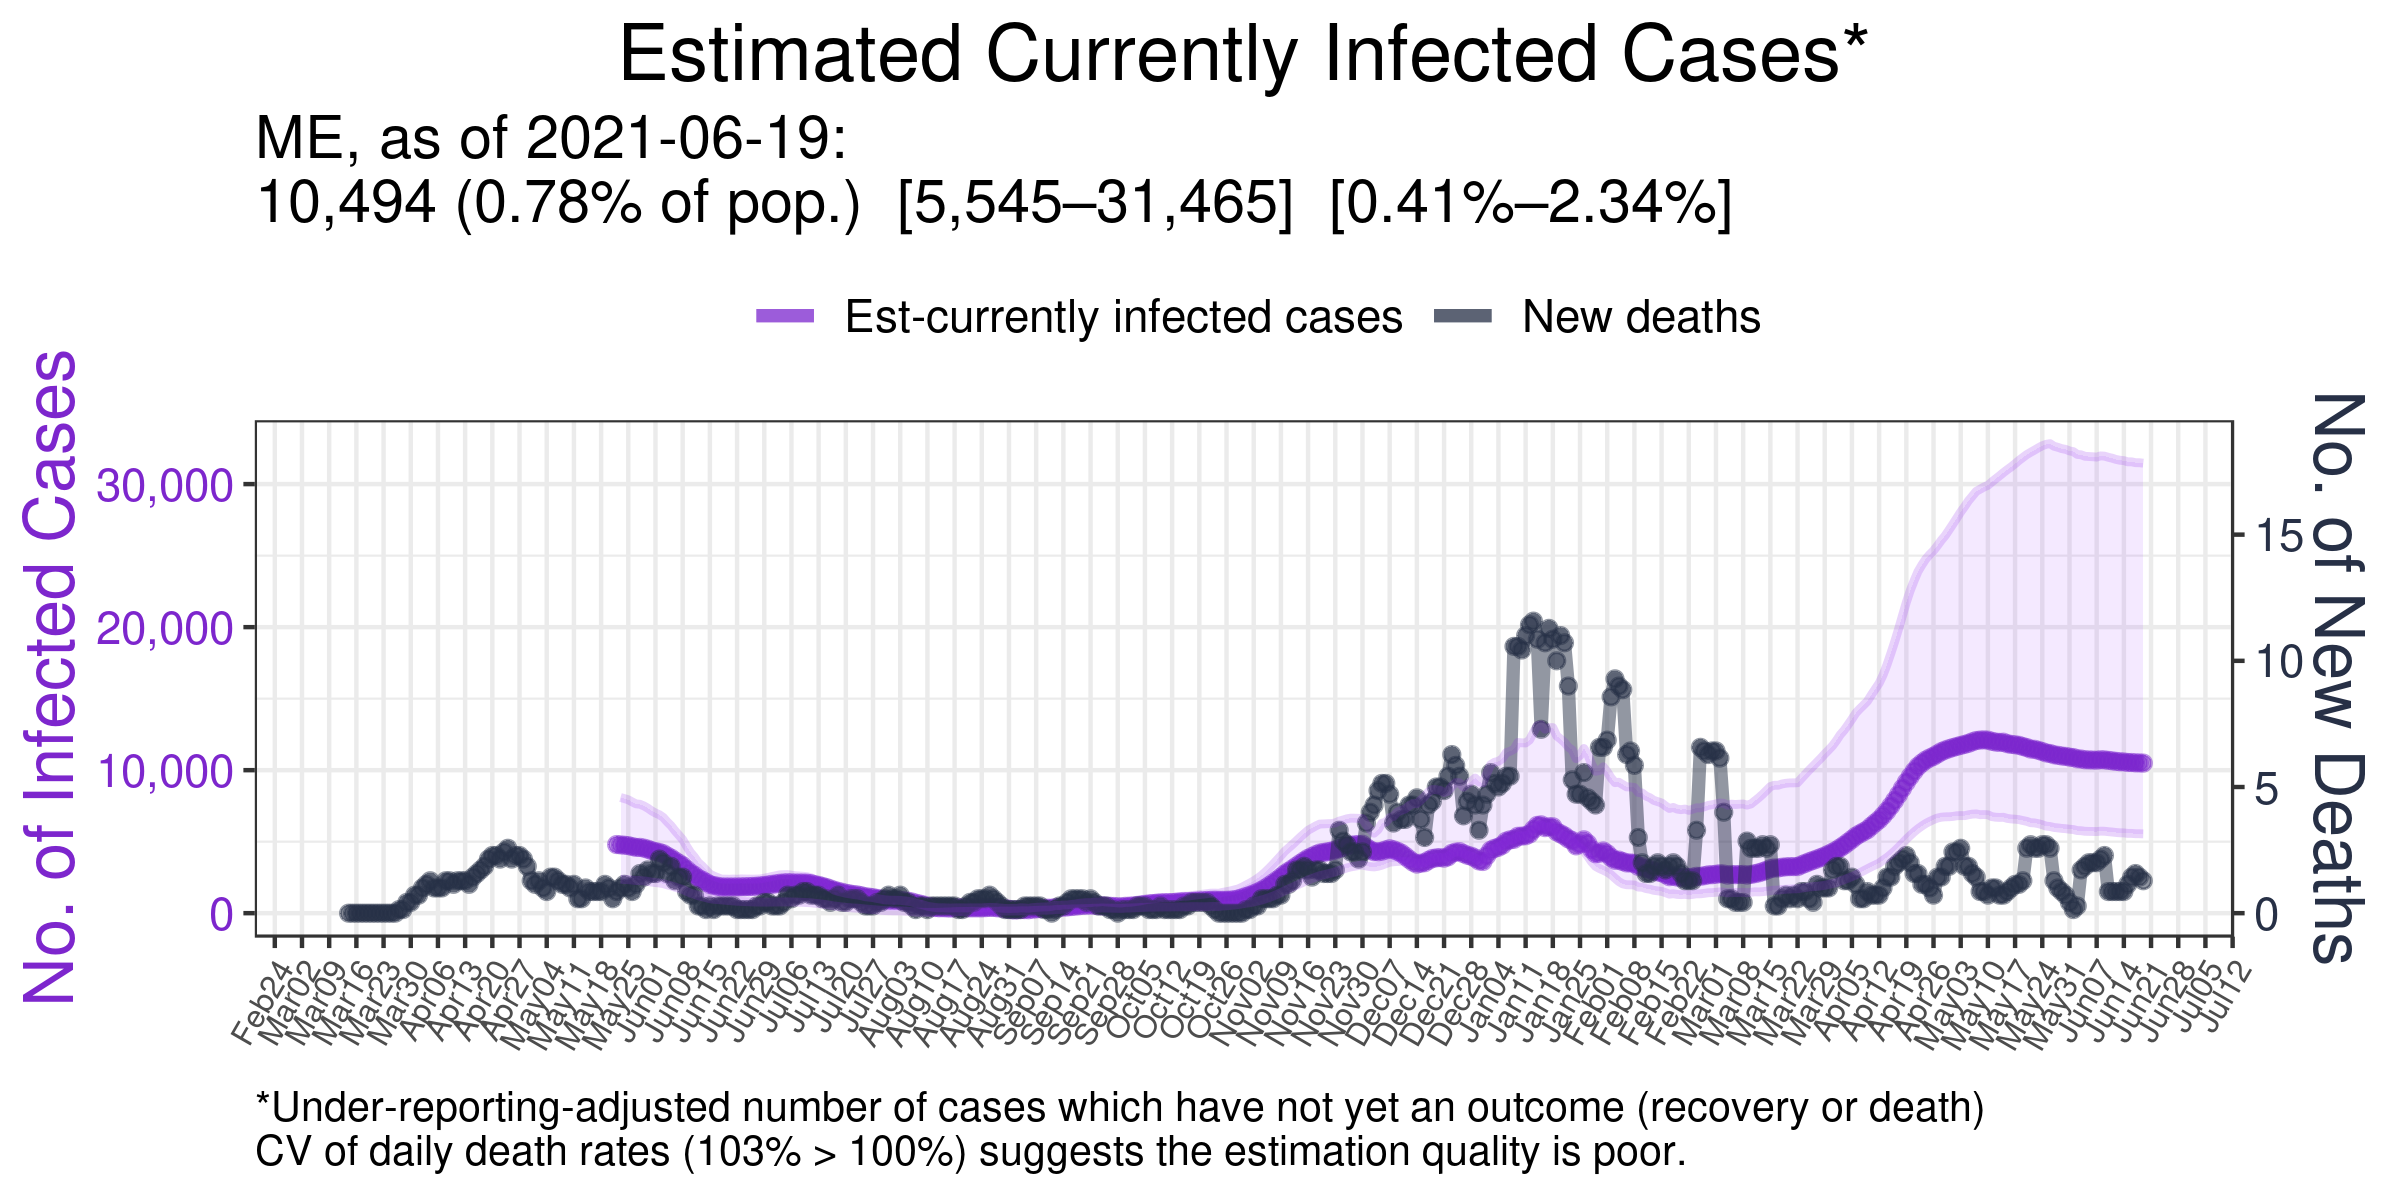 Estimated Currently Infected Cases*
ME, as of 2021-06-19:
10,494 (0.78% of pop.) [5,545–31,465] [0.41%–2.34%]
Est-currently infected cases New deaths
No. of Infected Cases
30,000
20,000
10,000
0
15
10
5
0
No. of New Deaths
Feb24 Mar02 Mar09 Mar16 Mar23 Mar30 Apr06 Apr13 Apr20 Apr27 May04 May11 May18 May25 Jun01 Jun08 Jun15 Jun22 Jun29 Jul06 Jul13 Jul20 Jul27 Aug03 Aug10 Aug17 Aug24 Aug31 Sep07 Sep14 Sep21 Sep28 Oct05 Oct12 Oct19 Oct26 Nov02 Nov09 Nov16 Nov23 Nov30 Dec07 Dec14 Dec21 Dec28 Jan04 Jan11 Jan18 Jan25 Feb01 Feb08 Feb15 Feb22 Mar01 Mar08 Mar15 Mar22 Mar29 Apr05 Apr12 Apr19 Apr26 May03 May10 May17 May24 May31 Jun07 Jun14 Jun21 Jun28 Jul05 Jul12
*Under-reporting-adjusted number of cases which have not yet an outcome (recovery or death)
CV of daily death rates (103% > 100%) suggests the estimation quality is poor.